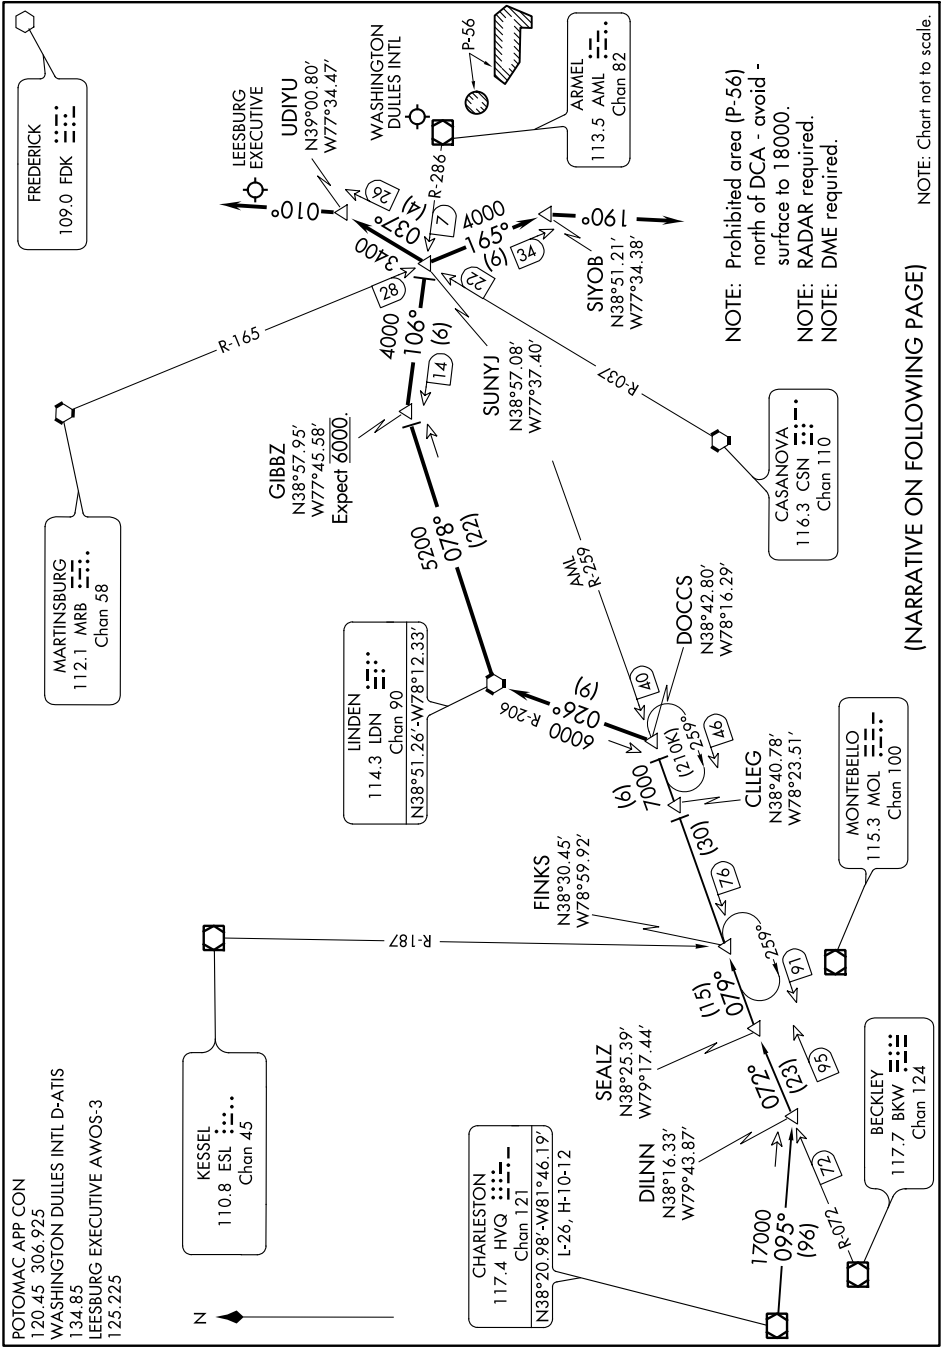 POTOMAC APP CON
120.45 306.925
WASHINGTON DULLES INTL D-ATIS
134.85
LEESBURG EXECUTIVE AWOS-3
125.225
N
KESSEL
110.8 ESL
Chan 45
R-187
MARTINSBURG
112.1 MRB
Chan 58
R-165
28
FREDERICK
109.0 FDK
LEESBURG
EXECUTIVE
UDIYU
N39°00.80'
W77°34.47'
010°
26
3400
037°
(4)
WASHINGTON
DULLES INTL
P-56
R-286
7
ARMEL
113.5 AML
Chan 82
4000
165°
(6)
34
190°
SIYOB
N38°51.21'
W77°34.38'
22
SUNYJ
N38°57.08'
W77°37.40'
4000
106°
(6)
14
GIBBZ
N38°57.95'
W77°45.58'
Expect 6000.
5200
078°
(22)
R-037
CASANOVA
116.3 CSN
Chan 110
LINDEN
114.3 LDN
Chan 90
N38°51.26'-W78°12.33'
R-206
6000
026°
(9)
AML
R-259
40
DOCCS
N38°42.80'
W78°16.29'
(210K)
259°
46
7000
(6)
CLLEG
N38°40.78'
W78°23.51'
(30)
76
FINKS
N38°30.45'
W78°59.92'
259°
91
(15)
079°
SEALZ
N38°25.39'
W79°17.44'
072°
(23)
95
DILNN
N38°16.33'
W79°43.87'
72
R-072
17000
095°
(96)
CHARLESTON
117.4 HVQ
Chan 121
N38°20.98'-W81°46.19'
L-26, H-10-12
BECKLEY
117.7 BKW
Chan 124
MONTEBELLO
115.3 MOL
Chan 100
NOTE: Prohibited area (P-56)
north of DCA - avoid -
surface to 18000.
NOTE: RADAR required.
NOTE: DME required.
(NARRATIVE ON FOLLOWING PAGE)
NOTE: Chart not to scale.